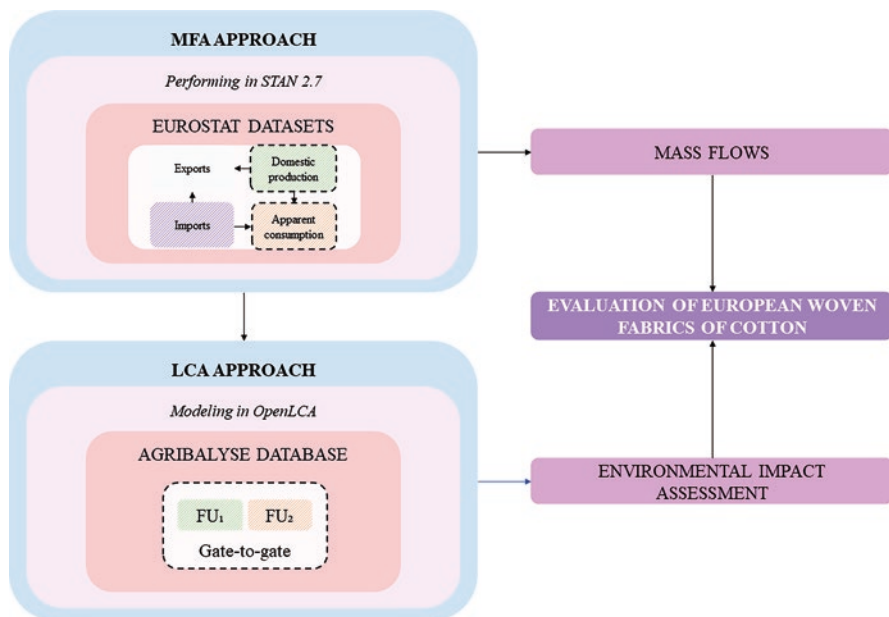 MFA APPROACH
Performing in STAN 2.7
EUROSTAT DATASETS
Exports
Domestic
production
Imports
Apparent
consumption
MASS FLOWS
EVALUATION OF EUROPEAN WOVEN
FABRICS OF COTTON
LCA APPROACH
Modeling in OpenLCA
AGRIBALYSE DATABASE
FU₁
FU₂
Gate-to-gate
ENVIRONMENTAL IMPACT
ASSESSMENT